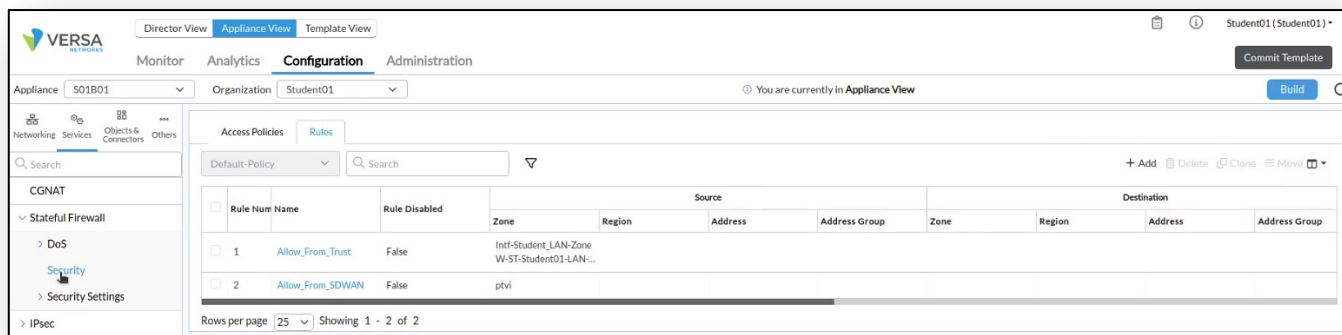 Director View Appliance View Template View
Student01 (Student01)
VERSA
NETWORKS
Monitor Analytics Configuration Administration
Commit Template
Appliance S01B01 Organization Student01 You are currently in Appliance View Build
Networking Services Objects & Connectors Others
Access Policies Rules
Search
Default-Policy Search + Add Delete Clone Move
CGNAT
Stateful Firewall
DoS
Security
Security Settings
IPsec
Rule Num Name Rule Disabled Source Destination
Zone Region Address Address Group Zone Region Address Address Group
1 Allow_From_Trust False Intf-Student_LAN-Zone
W-ST-Student01-LAN-...
2 Allow_From_SDWAN False ptvi
Rows per page 25 Showing 1 - 2 of 2